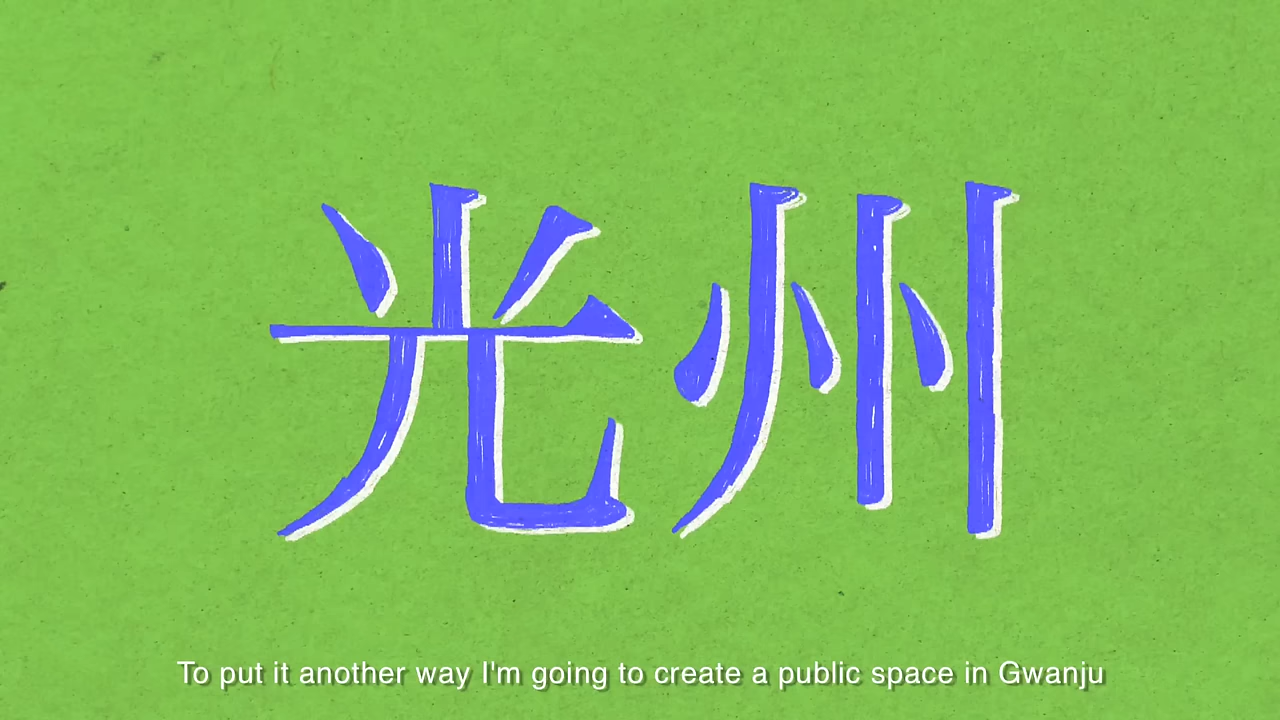 光州
To put it another way I'm going to create a public space in Gwanju